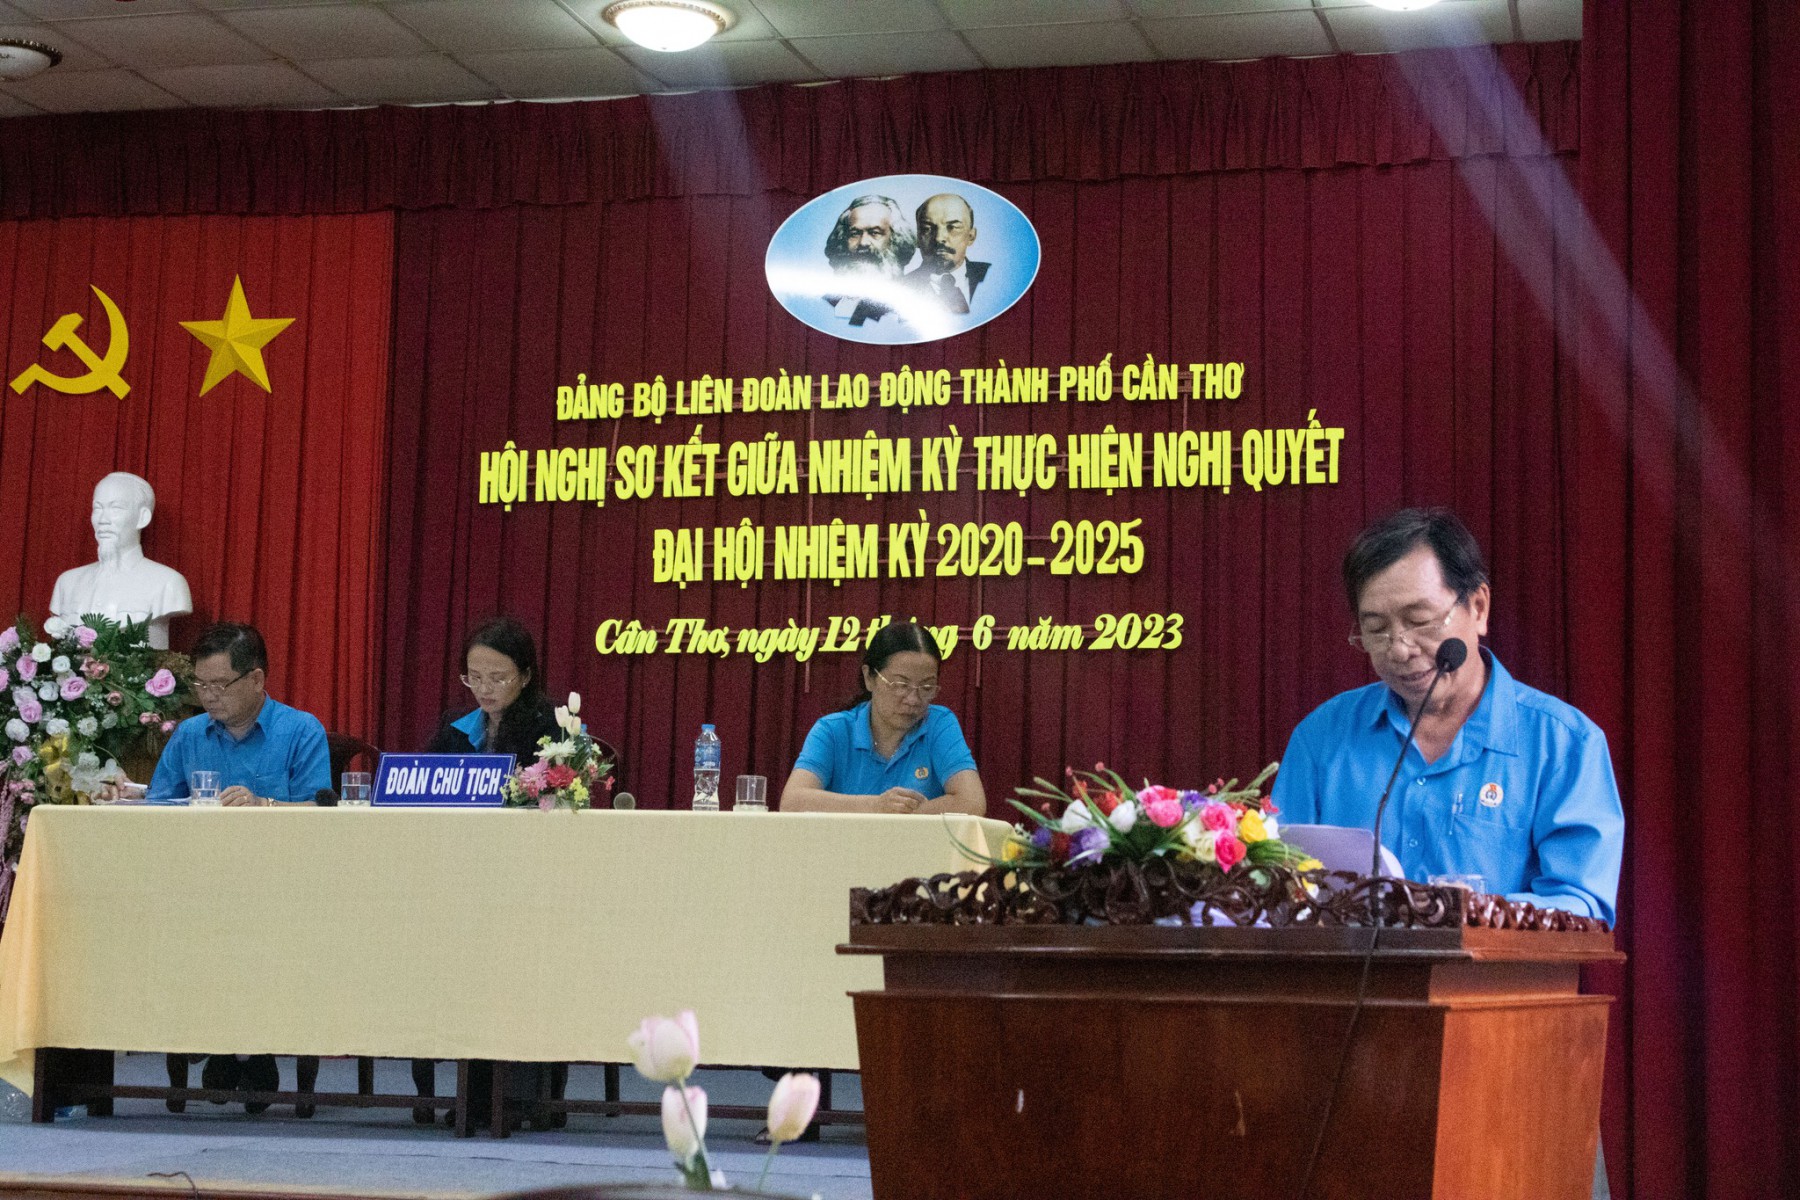 ĐẢNG BỘ LIÊN ĐOÀN LAO ĐỘNG THÀNH PHỐ CẦN THƠ
HỘI NGHỊ SƠ KẾT GIỮA NHIỆM KỲ THỰC HIỆN NGHỊ QUYẾT
ĐẠI HỘI NHIỆM KỲ 2020-2025
Cần Thơ, ngày 12 tháng 6 năm 2023
ĐOÀN CHỦ TỊCH